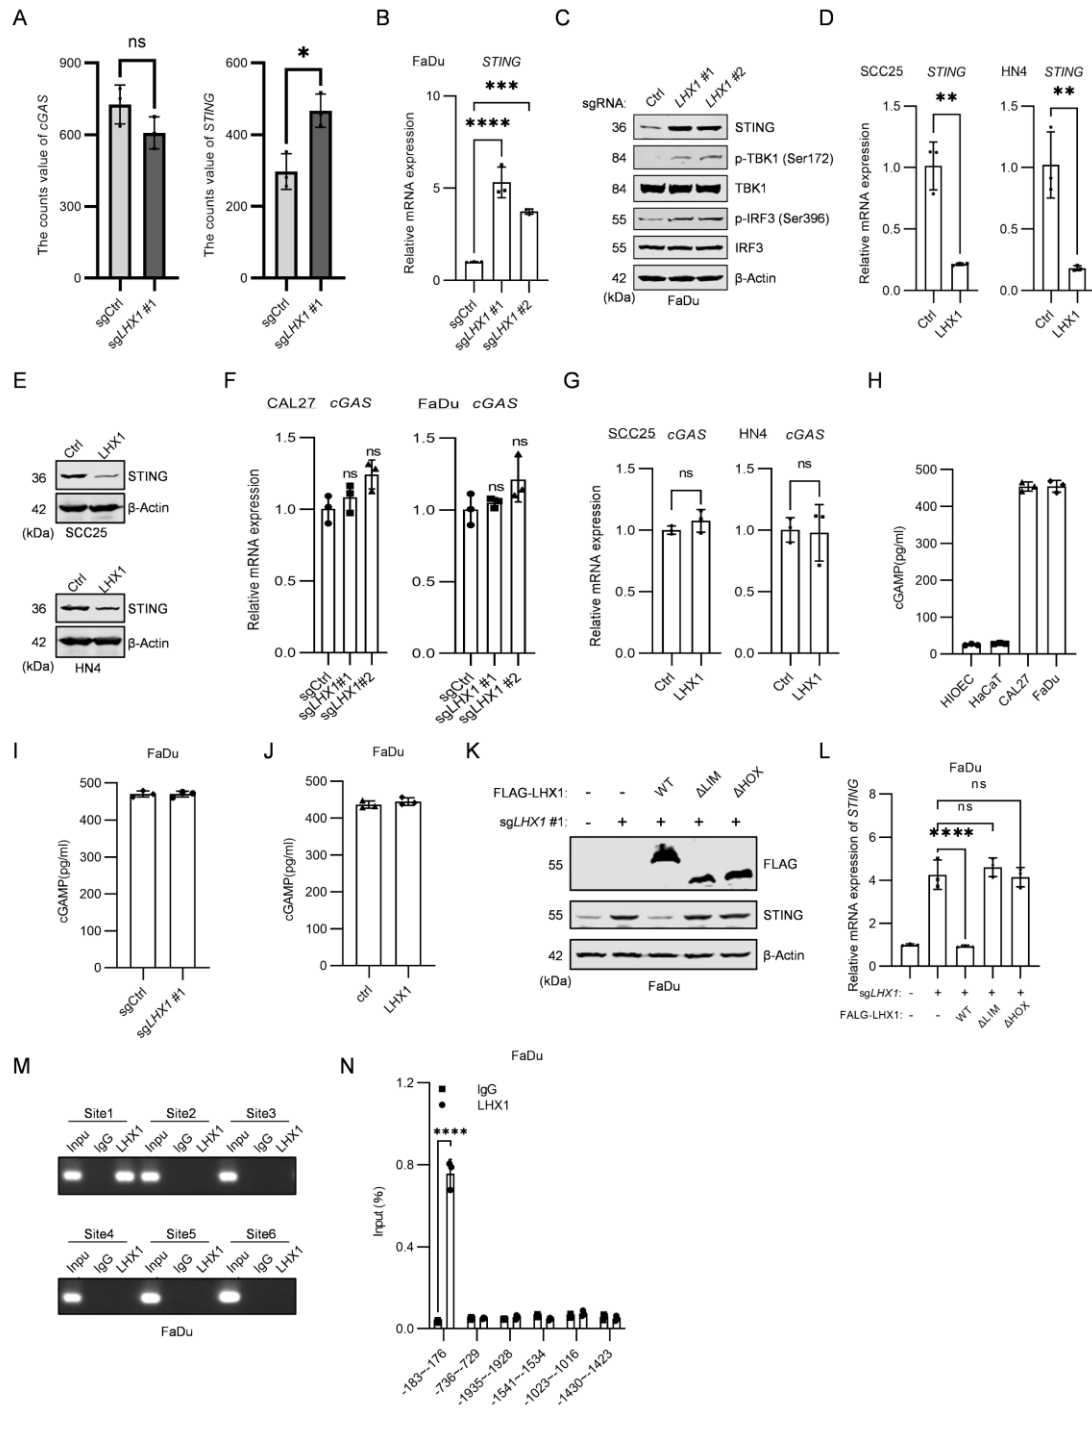 A
The counts value of cGAS
900
600
300
0
ns
sgCtrl
sgLHX1 #1
The counts value of STING
600
400
200
0
*
sgCtrl
sgLHX1 #1
B
FaDu STING
Relative mRNA expression
10
5
0
***
****
sgCtrl
sgLHX1 #1
sgLHX1 #2
C
sgRNA: Ctrl LHX1 #1 LHX1 #2
36 STING
84 p-TBK1 (Ser172)
84 TBK1
55 p-IRF3 (Ser396)
55 IRF3
42 β-Actin
(kDa) FaDu
D
SCC25 STING
Relative mRNA expression
1.5
1.0
0.5
0.0
**
Ctrl
LHX1
HN4 STING
1.5
1.0
0.5
0.0
**
Ctrl
LHX1
E
Ctrl LHX1
36 STING
42 β-Actin
(kDa) SCC25
Ctrl LHX1
36 STING
42 β-Actin
(kDa) HN4
F
CAL27 cGAS
Relative mRNA expression
1.5
1.0
0.5
0.0
ns
ns
sgCtrl
sgLHX1#1
sgLHX1#2
FaDu cGAS
1.5
1.0
0.5
0.0
ns
ns
sgCtrl
sgLHX1 #1
sgLHX1 #2
G
SCC25 cGAS
Relative mRNA expression
1.5
1.0
0.5
0.0
ns
Ctrl
LHX1
HN4 cGAS
1.5
1.0
0.5
0.0
ns
Ctrl
LHX1
H
cGAMP(pg/ml)
500
400
300
200
100
0
HIOEC
HaCaT
CAL27
FaDu
I
FaDu
cGAMP(pg/ml)
500
400
300
200
100
0
sgCtrl
sgLHX1 #1
J
FaDu
cGAMP(pg/ml)
500
400
300
200
100
0
ctrl
LHX1
K
FLAG-LHX1: - - WT ΔLIM ΔHOX
sgLHX1 #1: - + + + +
55 FLAG
55 STING
42 β-Actin
(kDa) FaDu
L
FaDu
Relative mRNA expression of STING
8
6
4
2
0
ns
ns
****
sgLHX1: - + + + +
FALG-LHX1: - - WT ΔLIM ΔHOX
M
Site1 Site2 Site3
Inpu IgG LHX1 Inpu IgG LHX1 Inpu IgG LHX1
Site4 Site5 Site6
Inpu IgG LHX1 Inpu IgG LHX1 Inpu IgG LHX1
FaDu
N
FaDu
Input (%)
1.2
0.8
0.4
0.0
IgG
LHX1
****
-183~-176
-736~-729
-1935~-1928
-1541~-1534
-1023~-1016
-1430~-1423